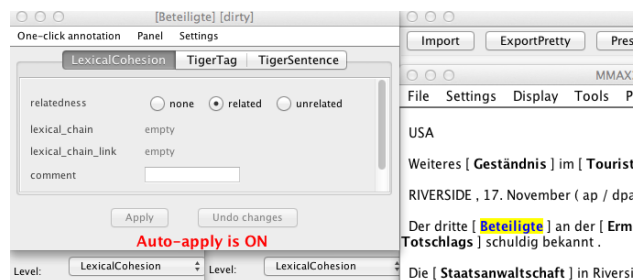 [Beteiligte] [dirty]
One-click annotation Panel Settings
LexicalCohesion TigerTag TigerSentence
relatedness none related unrelated
lexical_chain empty
lexical_chain_link empty
comment
Apply Undo changes
Auto-apply is ON
Level: LexicalCohesion Level: LexicalCohesion
Import ExportPretty Pres
MMAX
File Settings Display Tools P
USA
Weiteres [ Geständnis ] im [ Tourist
RIVERSIDE , 17. November ( ap / dpa
Der dritte [ Beteiligte ] an der [ Erm
Totschlags ] schuldig bekannt .
Die [ Staatsanwaltschaft ] in Riversi